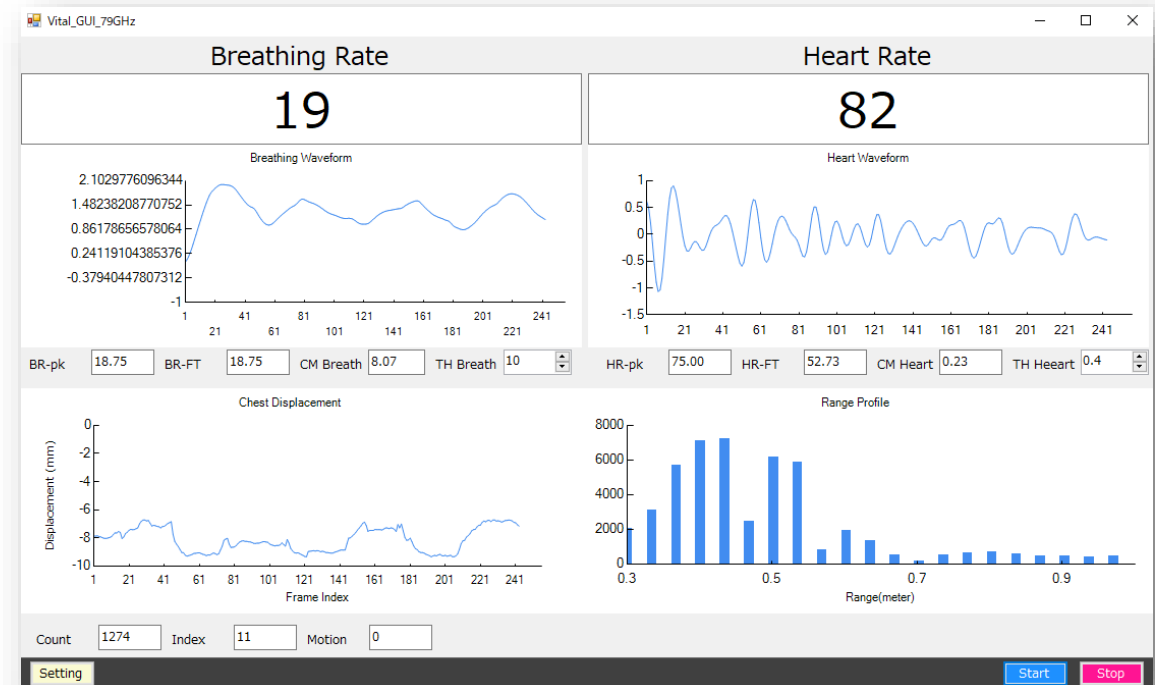 Vital_GUI_79GHz
Breathing Rate
Heart Rate
19
82
Breathing Waveform
2.1029776096344
1.48238208770752
0.86178656578064
0.24119104385376
-0.37940447807312
-1
1 41 81 121 161 201 241
21 61 101 141 181 221
Heart Waveform
1
0.5
0
-0.5
-1
-1.5
1 21 41 61 81 101 121 141 161 181 201 221 241
BR-pk 18.75 BR-FT 18.75 CM Breath 8.07 TH Breath 10
HR-pk 75.00 HR-FT 52.73 CM Heart 0.23 TH Heeart 0.4
Chest Displacement
Displacement (mm)
0
-2
-4
-6
-8
-10
1 21 41 61 81 101 121 141 161 181 201 221 241
Frame Index
Range Profile
8000
6000
4000
2000
0
0.3 0.5 0.7 0.9
Range(meter)
Count 1274 Index 11 Motion 0
Setting
Start
Stop